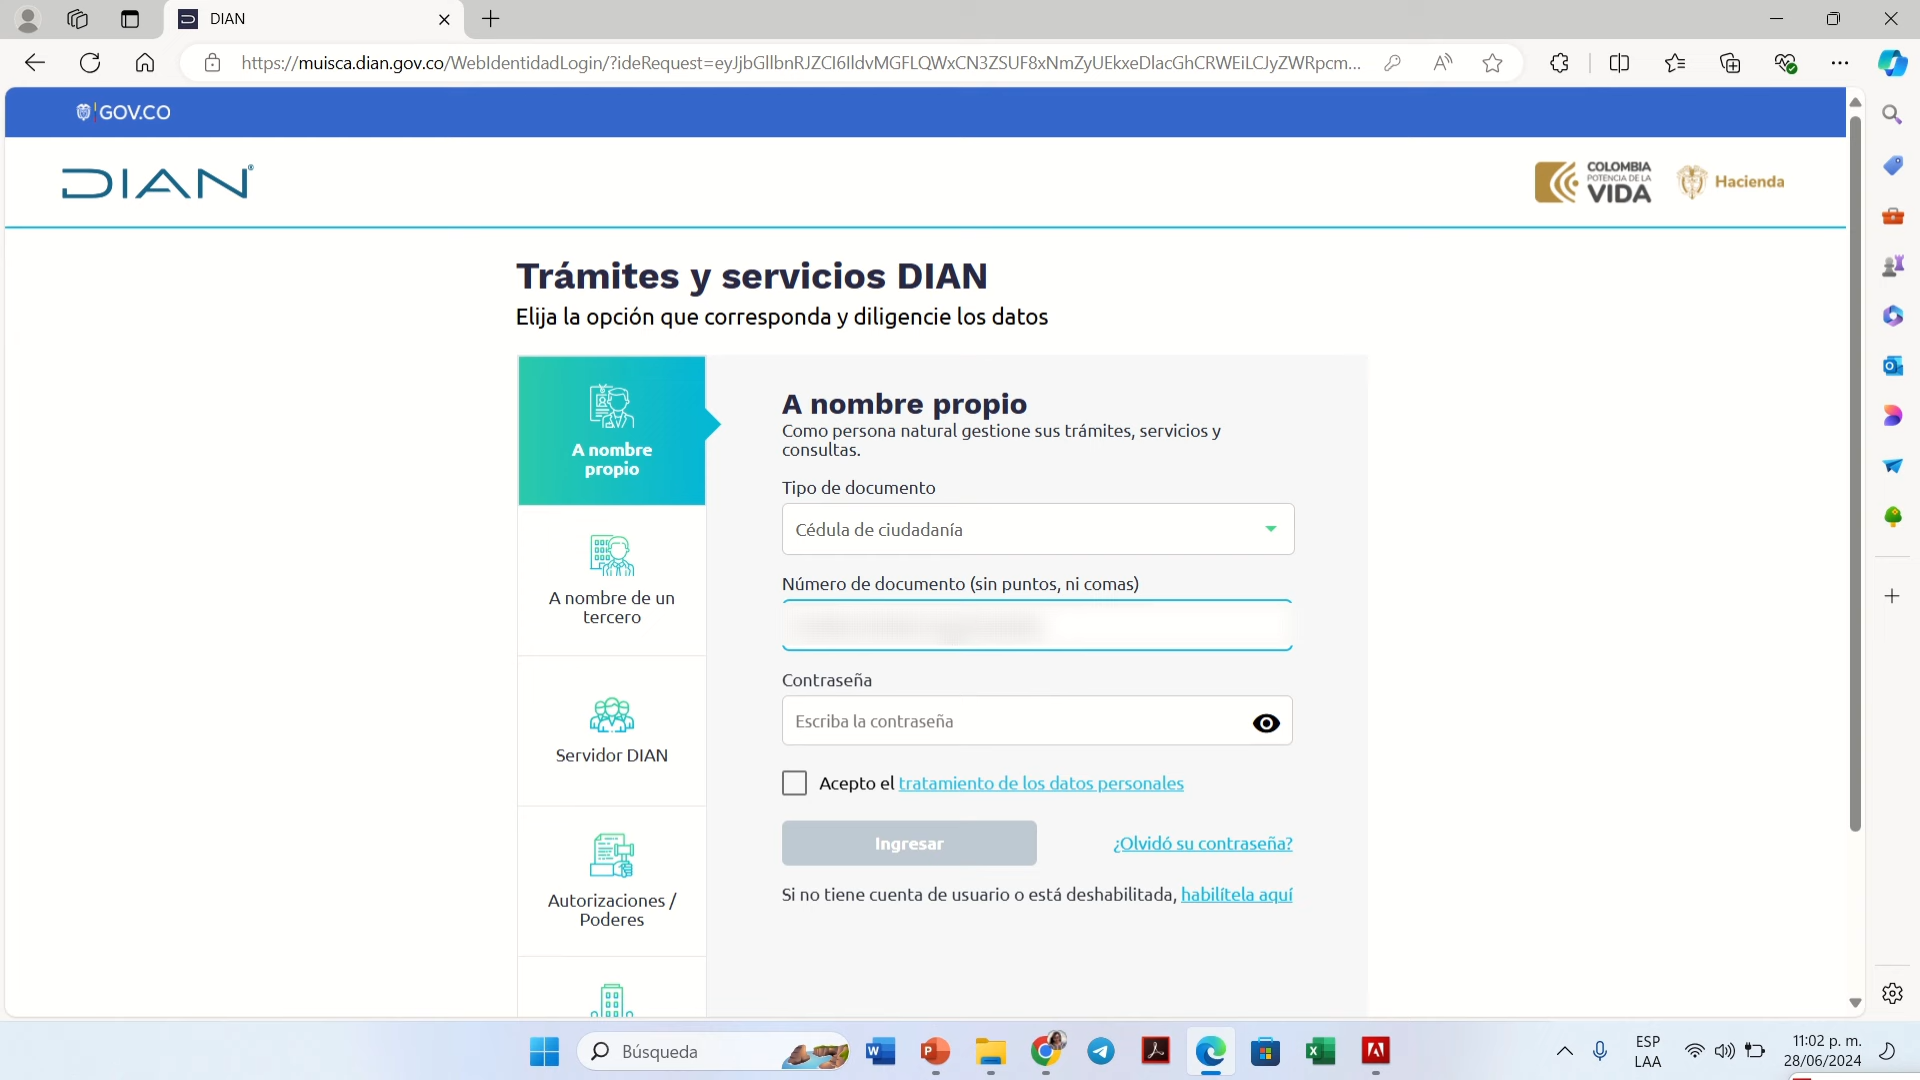 DIAN
https://muisca.dian.gov.co/WebIdentidadLogin/?ideRequest=eyJjbGllbnRJZCI6IldvMGFLQWxCN3ZSUF8xNmZyUEkxeDlacGhCRWEiLCJyZWRpcm...
GOV.CO
DIAN
COLOMBIA
POTENCIA DE LA
VIDA
Hacienda
Trámites y servicios DIAN
Elija la opción que corresponda y diligencie los datos
A nombre
propio
A nombre de un
tercero
Servidor DIAN
Autorizaciones /
Poderes
A nombre propio
Como persona natural gestione sus trámites, servicios y
consultas.
Tipo de documento
Cédula de ciudadanía
Número de documento (sin puntos, ni comas)
Contraseña
Escriba la contraseña
Acepto el tratamiento de los datos personales
Ingresar
¿Olvidó su contraseña?
Si no tiene cuenta de usuario o está deshabilitada, habilítela aquí
Búsqueda
ESP
LAA
11:02 p. m.
28/06/2024